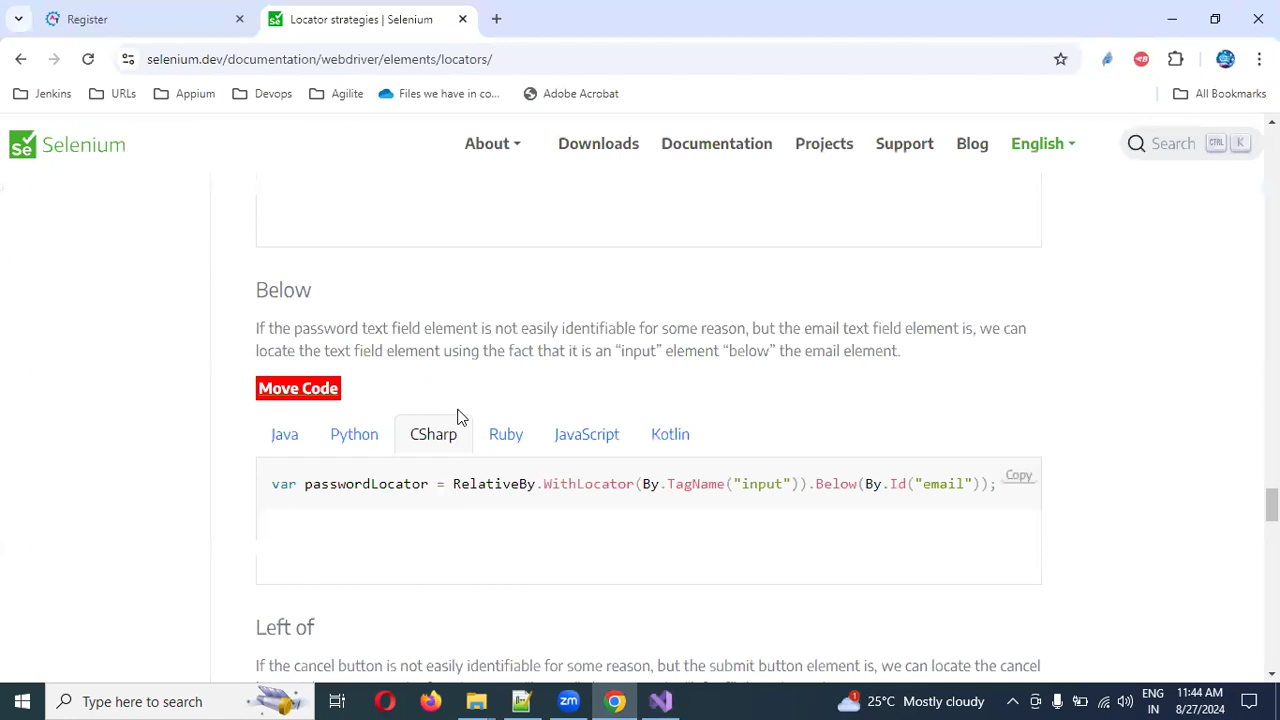 Register
Locator strategies | Selenium
selenium.dev/documentation/webdriver/elements/locators/
Jenkins URLs Appium Devops Agilite Files we have in co... Adobe Acrobat All Bookmarks
Selenium About Downloads Documentation Projects Support Blog English Search CTRL K
Below
If the password text field element is not easily identifiable for some reason, but the email text field element is, we can
locate the text field element using the fact that it is an “input” element “below” the email element.
Move Code
Java Python CSharp Ruby JavaScript Kotlin
Copy
var passwordLocator = RelativeBy.WithLocator(By.TagName("input")).Below(By.Id("email"));
Left of
If the cancel button is not easily identifiable for some reason, but the submit button element is, we can locate the cancel
Type here to search
1 25°C Mostly cloudy
ENG
IN
11:44 AM
8/27/2024